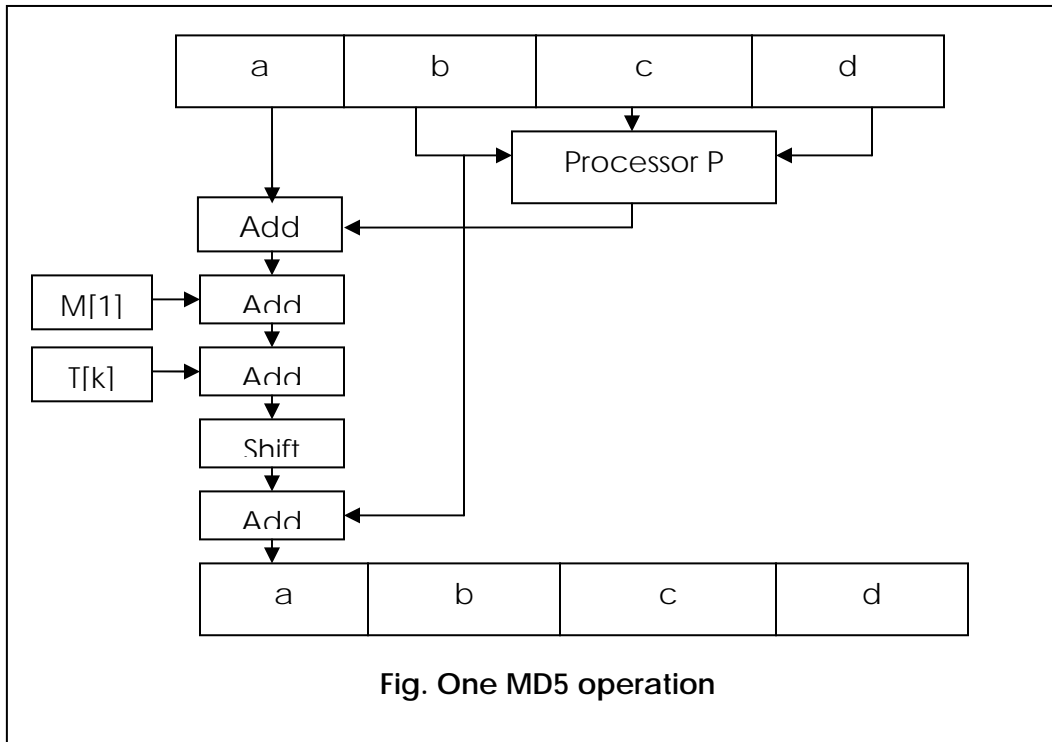 a b c d
Processor P
Add
M[1] Add
T[k] Add
Shift
Add
a b c d
Fig. One MD5 operation